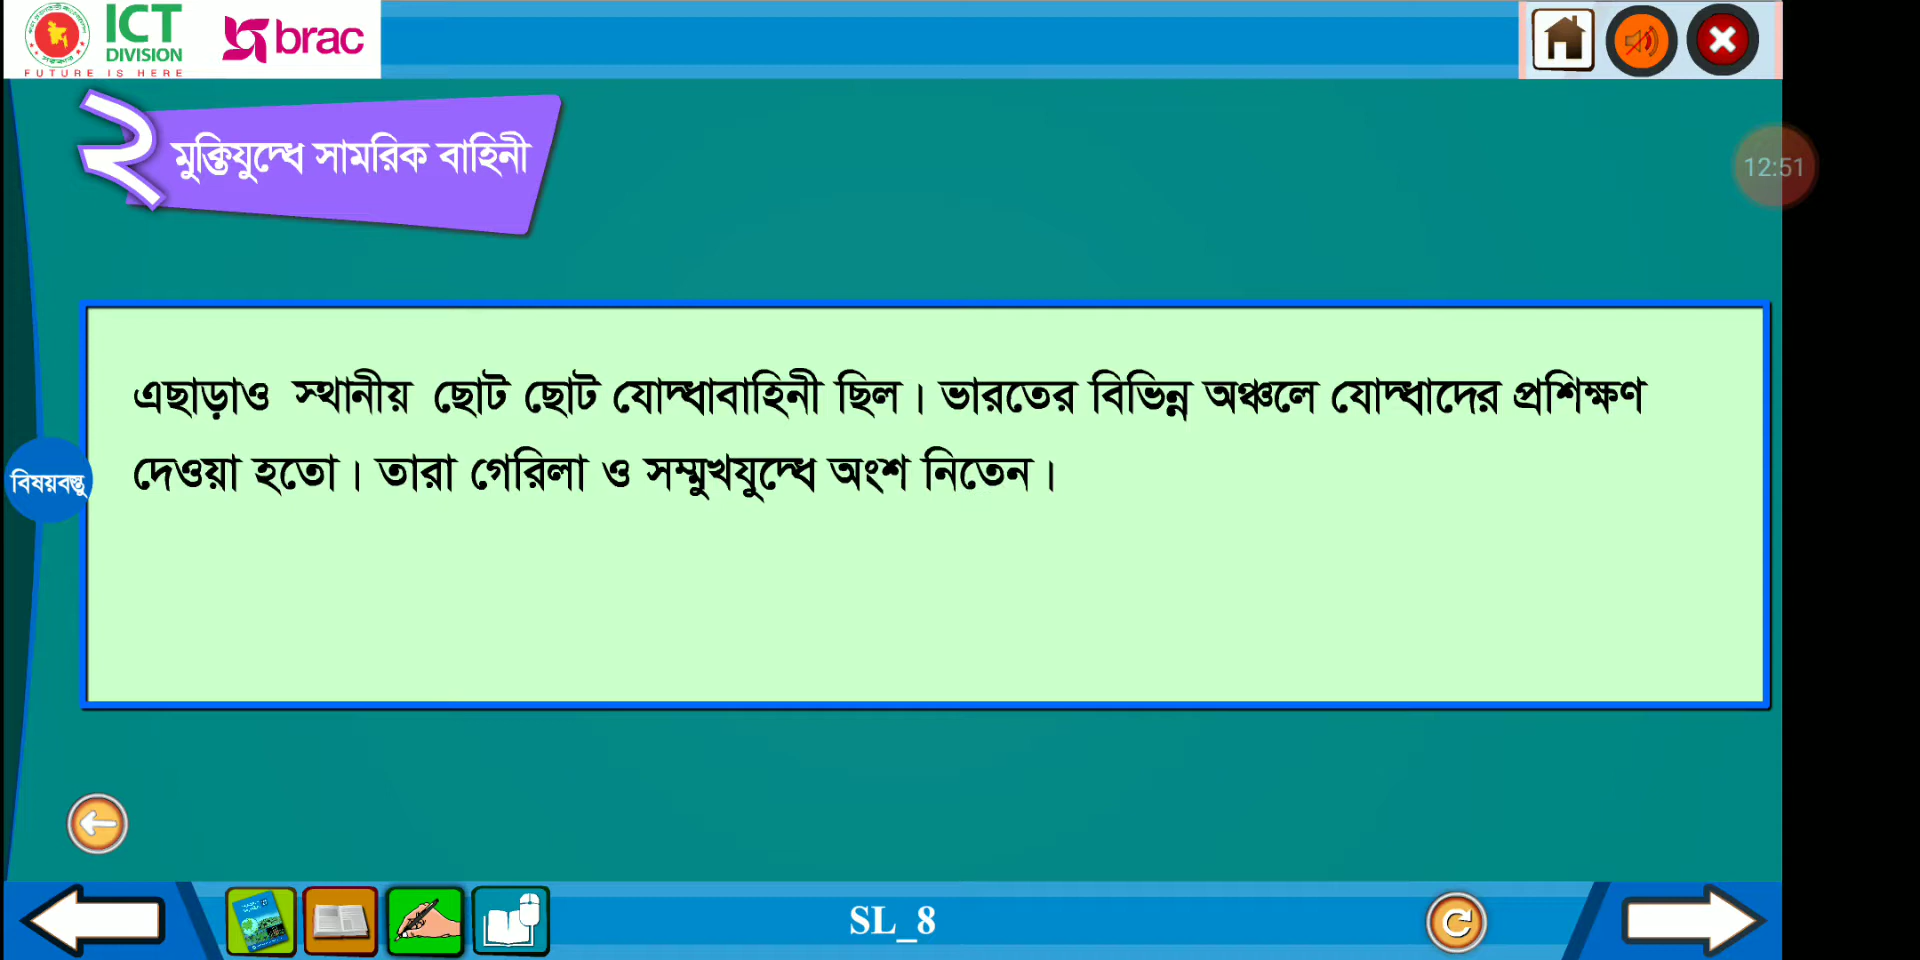 ICT
DIVISION
FUTURE IS HERE
brac
২ মুক্তিযুদ্ধে সামরিক বাহিনী
12:51
এছাড়াও স্থানীয় ছোট ছোট যোদ্ধাবাহিনী ছিল। ভারতের বিভিন্ন অঞ্চলে যোদ্ধাদের প্রশিক্ষণ
দেওয়া হতো। তারা গেরিলা ও সম্মুখযুদ্ধে অংশ নিতেন।
বিষয়বস্তু
SL_8